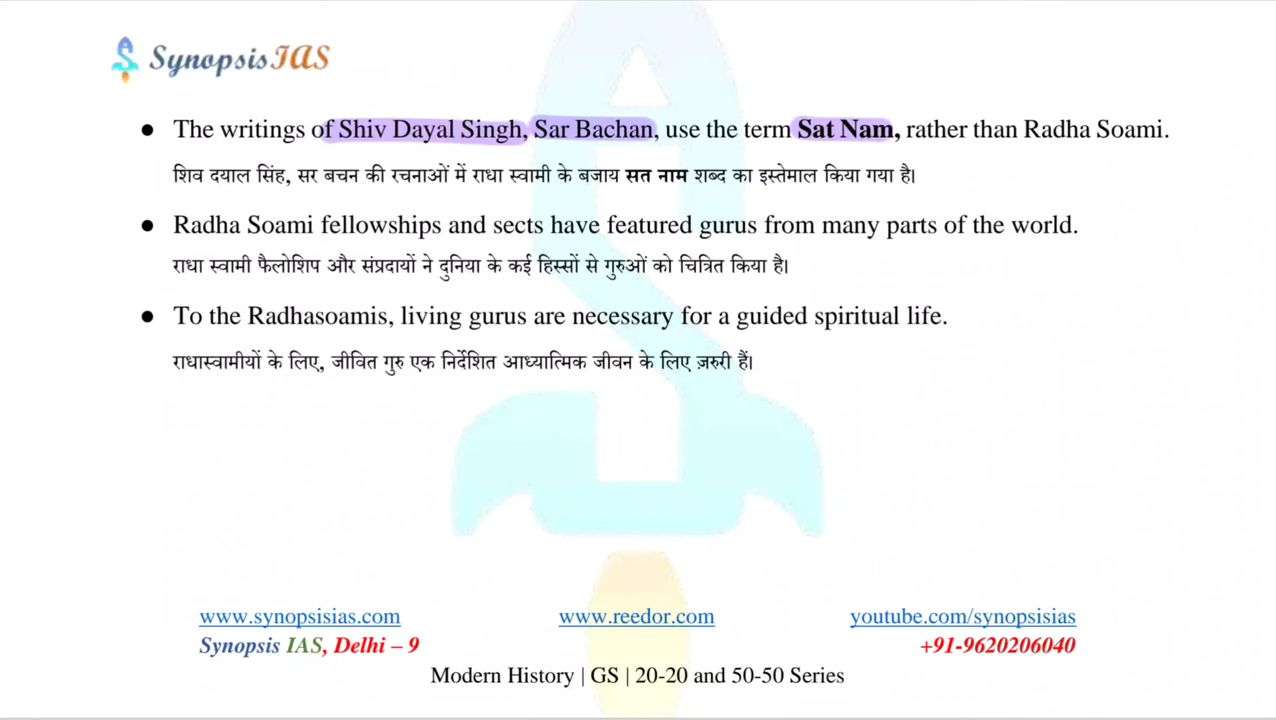 Synopsis IAS
● The writings of Shiv Dayal Singh, Sar Bachan, use the term Sat Nam, rather than Radha Soami.
शिव दयाल सिंह, सर बचन की रचनाओं में राधा स्वामी के बजाय सत नाम शब्द का इस्तेमाल किया गया है।
● Radha Soami fellowships and sects have featured gurus from many parts of the world.
राधा स्वामी फैलोशिप और संप्रदायों ने दुनिया के कई हिस्सों से गुरुओं को चित्रित किया है।
● To the Radhasoamis, living gurus are necessary for a guided spiritual life.
राधास्वामीयों के लिए, जीवित गुरु एक निर्देशित आध्यात्मिक जीवन के लिए ज़रुरी हैं।
www.synopsisias.com www.reedor.com youtube.com/synopsisias
Synopsis IAS, Delhi – 9 +91-9620206040
Modern History | GS | 20-20 and 50-50 Series